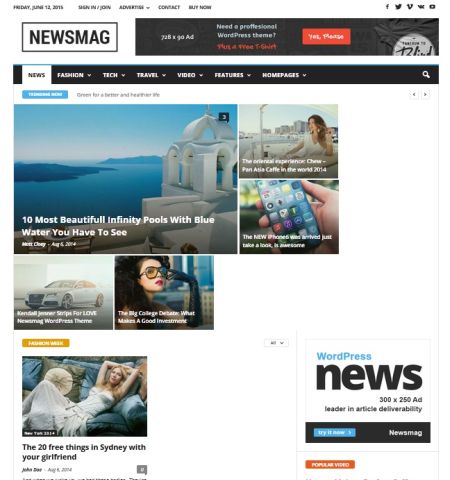 FRIDAY, JUNE 12, 2015 SIGN IN / JOIN ADVERTISE CONTACT BUY NOW
NEWSMAG
728 x 90 Ad
Need a proffesional
WordPress theme?
Plus a Free T-Shirt
Yes, Please
NEWS FASHION TECH TRAVEL VIDEO FEATURES HOMEPAGES
TRENDING NOW Green for a better and healthier life
3
10 Most Beautifull Infinity Pools With Blue
Water You Have To See
Aug 6, 2014
The oriental experience: Chew –
Pan Asia Caffe in the world 2014
The NEW iPhone6 was arrived just
take a look, is awesome
Kendall Jenner Strips For LOVE
Newsmag WordPress Theme
The Big College Debate: What
Makes A Good Investment
FASHION WEEK
All
New York 2014
The 20 free things in Sydney with
your girlfriend
John Doe - Aug 6, 2014
0
WordPress
news
300 x 250 Ad
leader in article deliverability
try it now Newsmag
POPULAR VIDEO